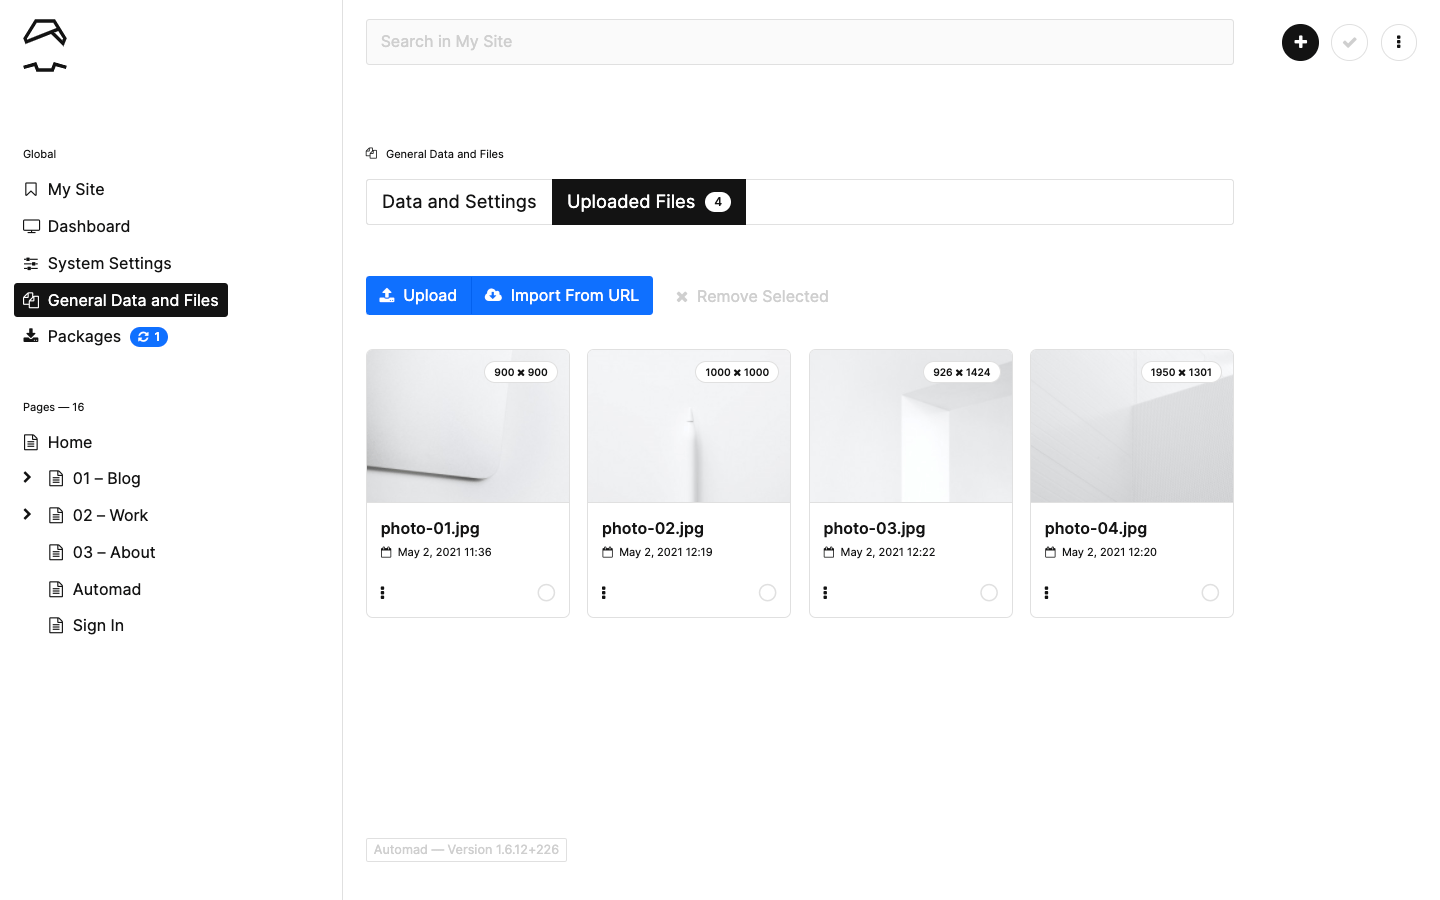 Search in My Site
Global
My Site
Dashboard
System Settings
General Data and Files
Packages 1
Pages — 16
Home
01 – Blog
02 – Work
03 – About
Automad
Sign In
General Data and Files
Data and Settings Uploaded Files 4
Upload Import From URL Remove Selected
900 × 900
photo-01.jpg
May 2, 2021 11:36
1000 × 1000
photo-02.jpg
May 2, 2021 12:19
926 × 1424
photo-03.jpg
May 2, 2021 12:22
1950 × 1301
photo-04.jpg
May 2, 2021 12:20
Automad — Version 1.6.12+226